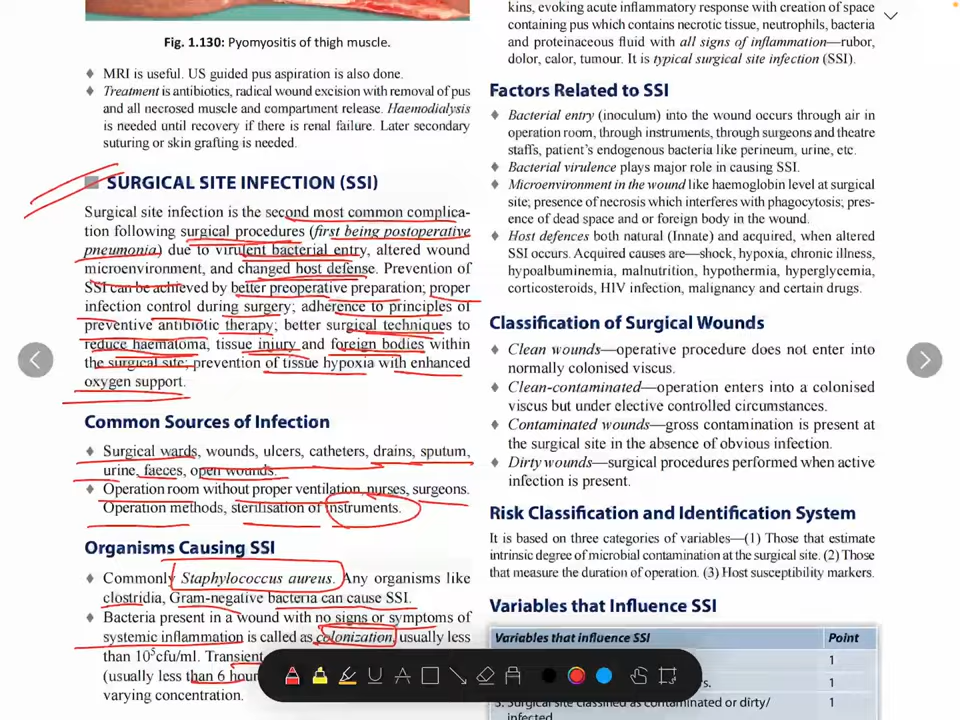 Fig. 1.130: Pyomyositis of thigh muscle.
♦ MRI is useful. US guided pus aspiration is also done.
♦ Treatment is antibiotics, radical wound excision with removal of pus
and all necrosed muscle and compartment release. Haemodialysis
is needed until recovery if there is renal failure. Later secondary
suturing or skin grafting is needed.
SURGICAL SITE INFECTION (SSI)
Surgical site infection is the second most common complica-
tion following surgical procedures (first being postoperative
pneumonia) due to virulent bacterial entry, altered wound
microenvironment, and changed host defense. Prevention of
SSI can be achieved by better preoperative preparation; proper
infection control during surgery; adherence to principles of
preventive antibiotic therapy; better surgical techniques to
reduce haematoma, tissue injury and foreign bodies within
the surgical site; prevention of tissue hypoxia with enhanced
oxygen support.
Common Sources of Infection
♦ Surgical wards, wounds, ulcers, catheters, drains, sputum,
urine, faeces, open wounds.
♦ Operation room without proper ventilation, nurses, surgeons.
Operation methods, sterilisation of instruments.
Organisms Causing SSI
♦ Commonly Staphylococcus aureus. Any organisms like
clostridia, Gram-negative bacteria can cause SSI.
♦ Bacteria present in a wound with no signs or symptoms of
systemic inflammation is called as colonization, usually less
than 10⁵cfu/ml. Transient
(usually less than 6 hour
varying concentration.
kins, evoking acute inflammatory response with creation of space
containing pus which contains necrotic tissue, neutrophils, bacteria
and proteinaceous fluid with all signs of inflammation—rubor,
dolor, calor, tumour. It is typical surgical site infection (SSI).
Factors Related to SSI
♦ Bacterial entry (inoculum) into the wound occurs through air in
operation room, through instruments, through surgeons and theatre
staffs, patient's endogenous bacteria like perineum, urine, etc.
♦ Bacterial virulence plays major role in causing SSI.
♦ Microenvironment in the wound like haemoglobin level at surgical
site; presence of necrosis which interferes with phagocytosis; pres-
ence of dead space and or foreign body in the wound.
♦ Host defences both natural (Innate) and acquired, when altered
SSI occurs. Acquired causes are—shock, hypoxia, chronic illness,
hypoalbuminemia, malnutrition, hypothermia, hyperglycemia,
corticosteroids, HIV infection, malignancy and certain drugs.
Classification of Surgical Wounds
♦ Clean wounds—operative procedure does not enter into
normally colonised viscus.
♦ Clean-contaminated—operation enters into a colonised
viscus but under elective controlled circumstances.
♦ Contaminated wounds—gross contamination is present at
the surgical site in the absence of obvious infection.
♦ Dirty wounds—surgical procedures performed when active
infection is present.
Risk Classification and Identification System
It is based on three categories of variables—(1) Those that estimate
intrinsic degree of microbial contamination at the surgical site. (2) Those
that measure the duration of operation. (3) Host susceptibility markers.
Variables that Influence SSI
Variables that influence SSI Point
1
rs. 1
3. Surgical site classified as contaminated or dirty/ 1
infected